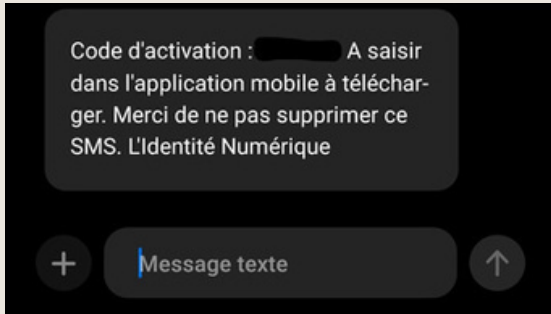 Code d'activation : A saisir
dans l'application mobile à téléchar-
ger. Merci de ne pas supprimer ce
SMS. L'Identité Numérique
Message texte